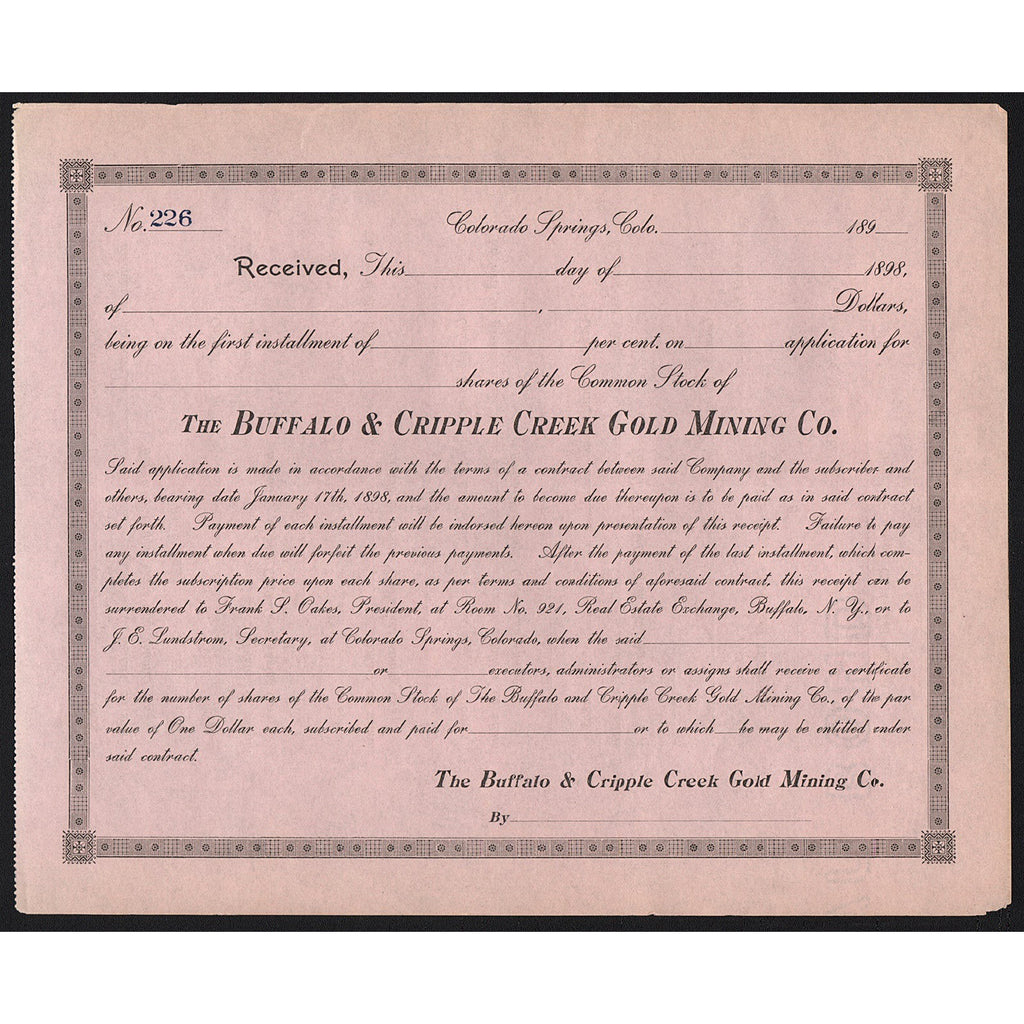 No. 226 Colorado Springs, Colo. 189
Received, This day of 1898,
of , Dollars,
being on the first installment of per cent. on application for
shares of the Common Stock of
THE BUFFALO & CRIPPLE CREEK GOLD MINING CO.
Said application is made in accordance with the terms of a contract between said Company and the subscriber and
others, bearing date January 17th, 1898, and the amount to become due thereupon is to be paid as in said contract
set forth. Payment of each installment will be indorsed hereon upon presentation of this receipt. Failure to pay
any installment when due will forfeit the previous payments. After the payment of the last installment, which com-
pletes the subscription price upon each share, as per terms and conditions of aforesaid contract, this receipt can be
surrendered to Frank S. Oakes, President, at Room No. 921, Real Estate Exchange, Buffalo, N. Y., or to
J. E. Lundstrom, Secretary, at Colorado Springs, Colorado, when the said
or executors, administrators or assigns shall receive a certificate
for the number of shares of the Common Stock of The Buffalo and Cripple Creek Gold Mining Co., of the par
value of One Dollar each, subscribed and paid for or to which he may be entitled under
said contract.
The Buffalo & Cripple Creek Gold Mining Co.
By